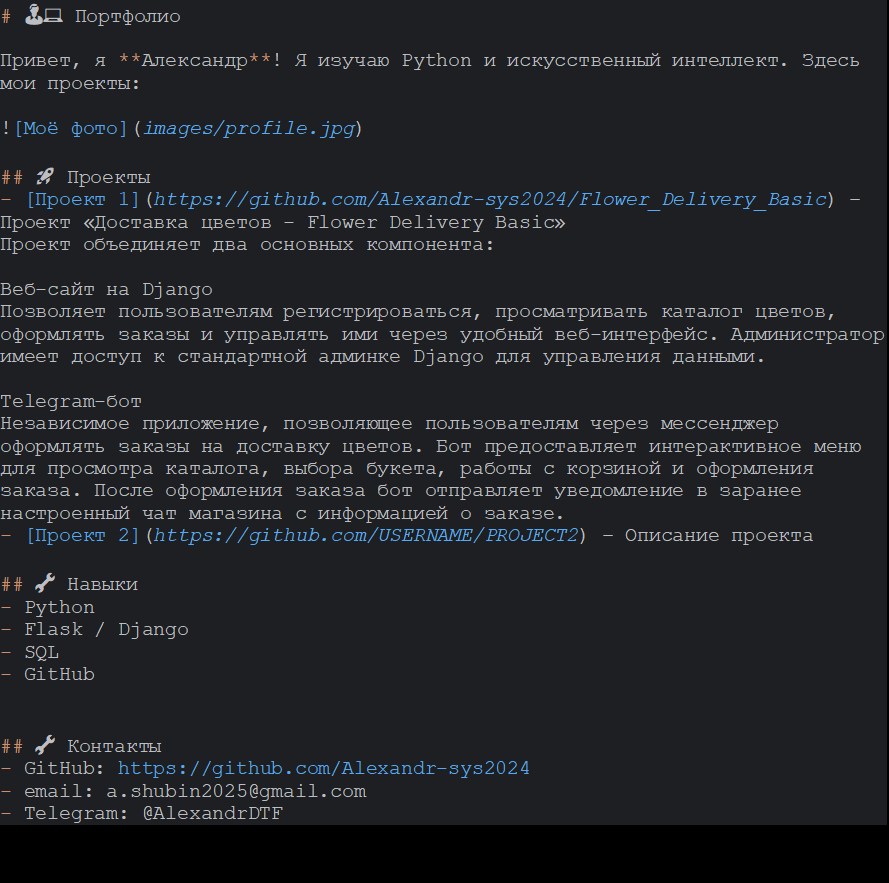 # 👨‍💻 Портфолио
Привет, я **Александр**! Я изучаю Python и искусственный интеллект. Здесь
мои проекты:
![Моё фото](images/profile.jpg)
## 🚀 Проекты
- [Проект 1](https://github.com/Alexandr-sys2024/Flower_Delivery_Basic) -
Проект «Доставка цветов - Flower Delivery Basic»
Проект объединяет два основных компонента:
Веб-сайт на Django
Позволяет пользователям регистрироваться, просматривать каталог цветов,
оформлять заказы и управлять ими через удобный веб-интерфейс. Администратор
имеет доступ к стандартной админке Django для управления данными.
Telegram-бот
Независимое приложение, позволяющее пользователям через мессенджер
оформлять заказы на доставку цветов. Бот предоставляет интерактивное меню
для просмотра каталога, выбора букета, работы с корзиной и оформления
заказа. После оформления заказа бот отправляет уведомление в заранее
настроенный чат магазина с информацией о заказе.
- [Проект 2](https://github.com/USERNAME/PROJECT2) - Описание проекта
## 🔧 Навыки
- Python
- Flask / Django
- SQL
- GitHub
## 🔧 Контакты
- GitHub: https://github.com/Alexandr-sys2024
- email: a.shubin2025@gmail.com
- Telegram: @AlexandrDTF